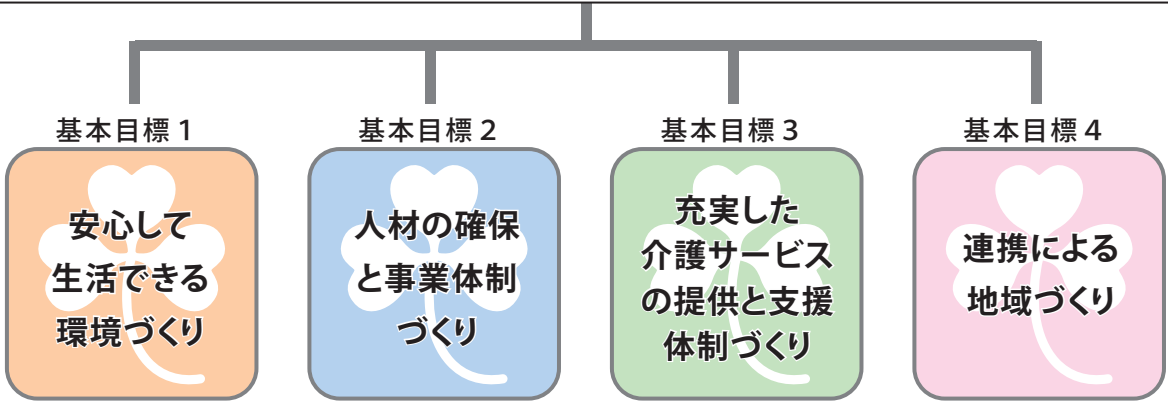 基本目標 1
安心して
生活できる
環境づくり
基本目標 2
人材の確保
と事業体制
づくり
基本目標 3
充実した
介護サービス
の提供と支援
体制づくり
基本目標 4
連携による
地域づくり